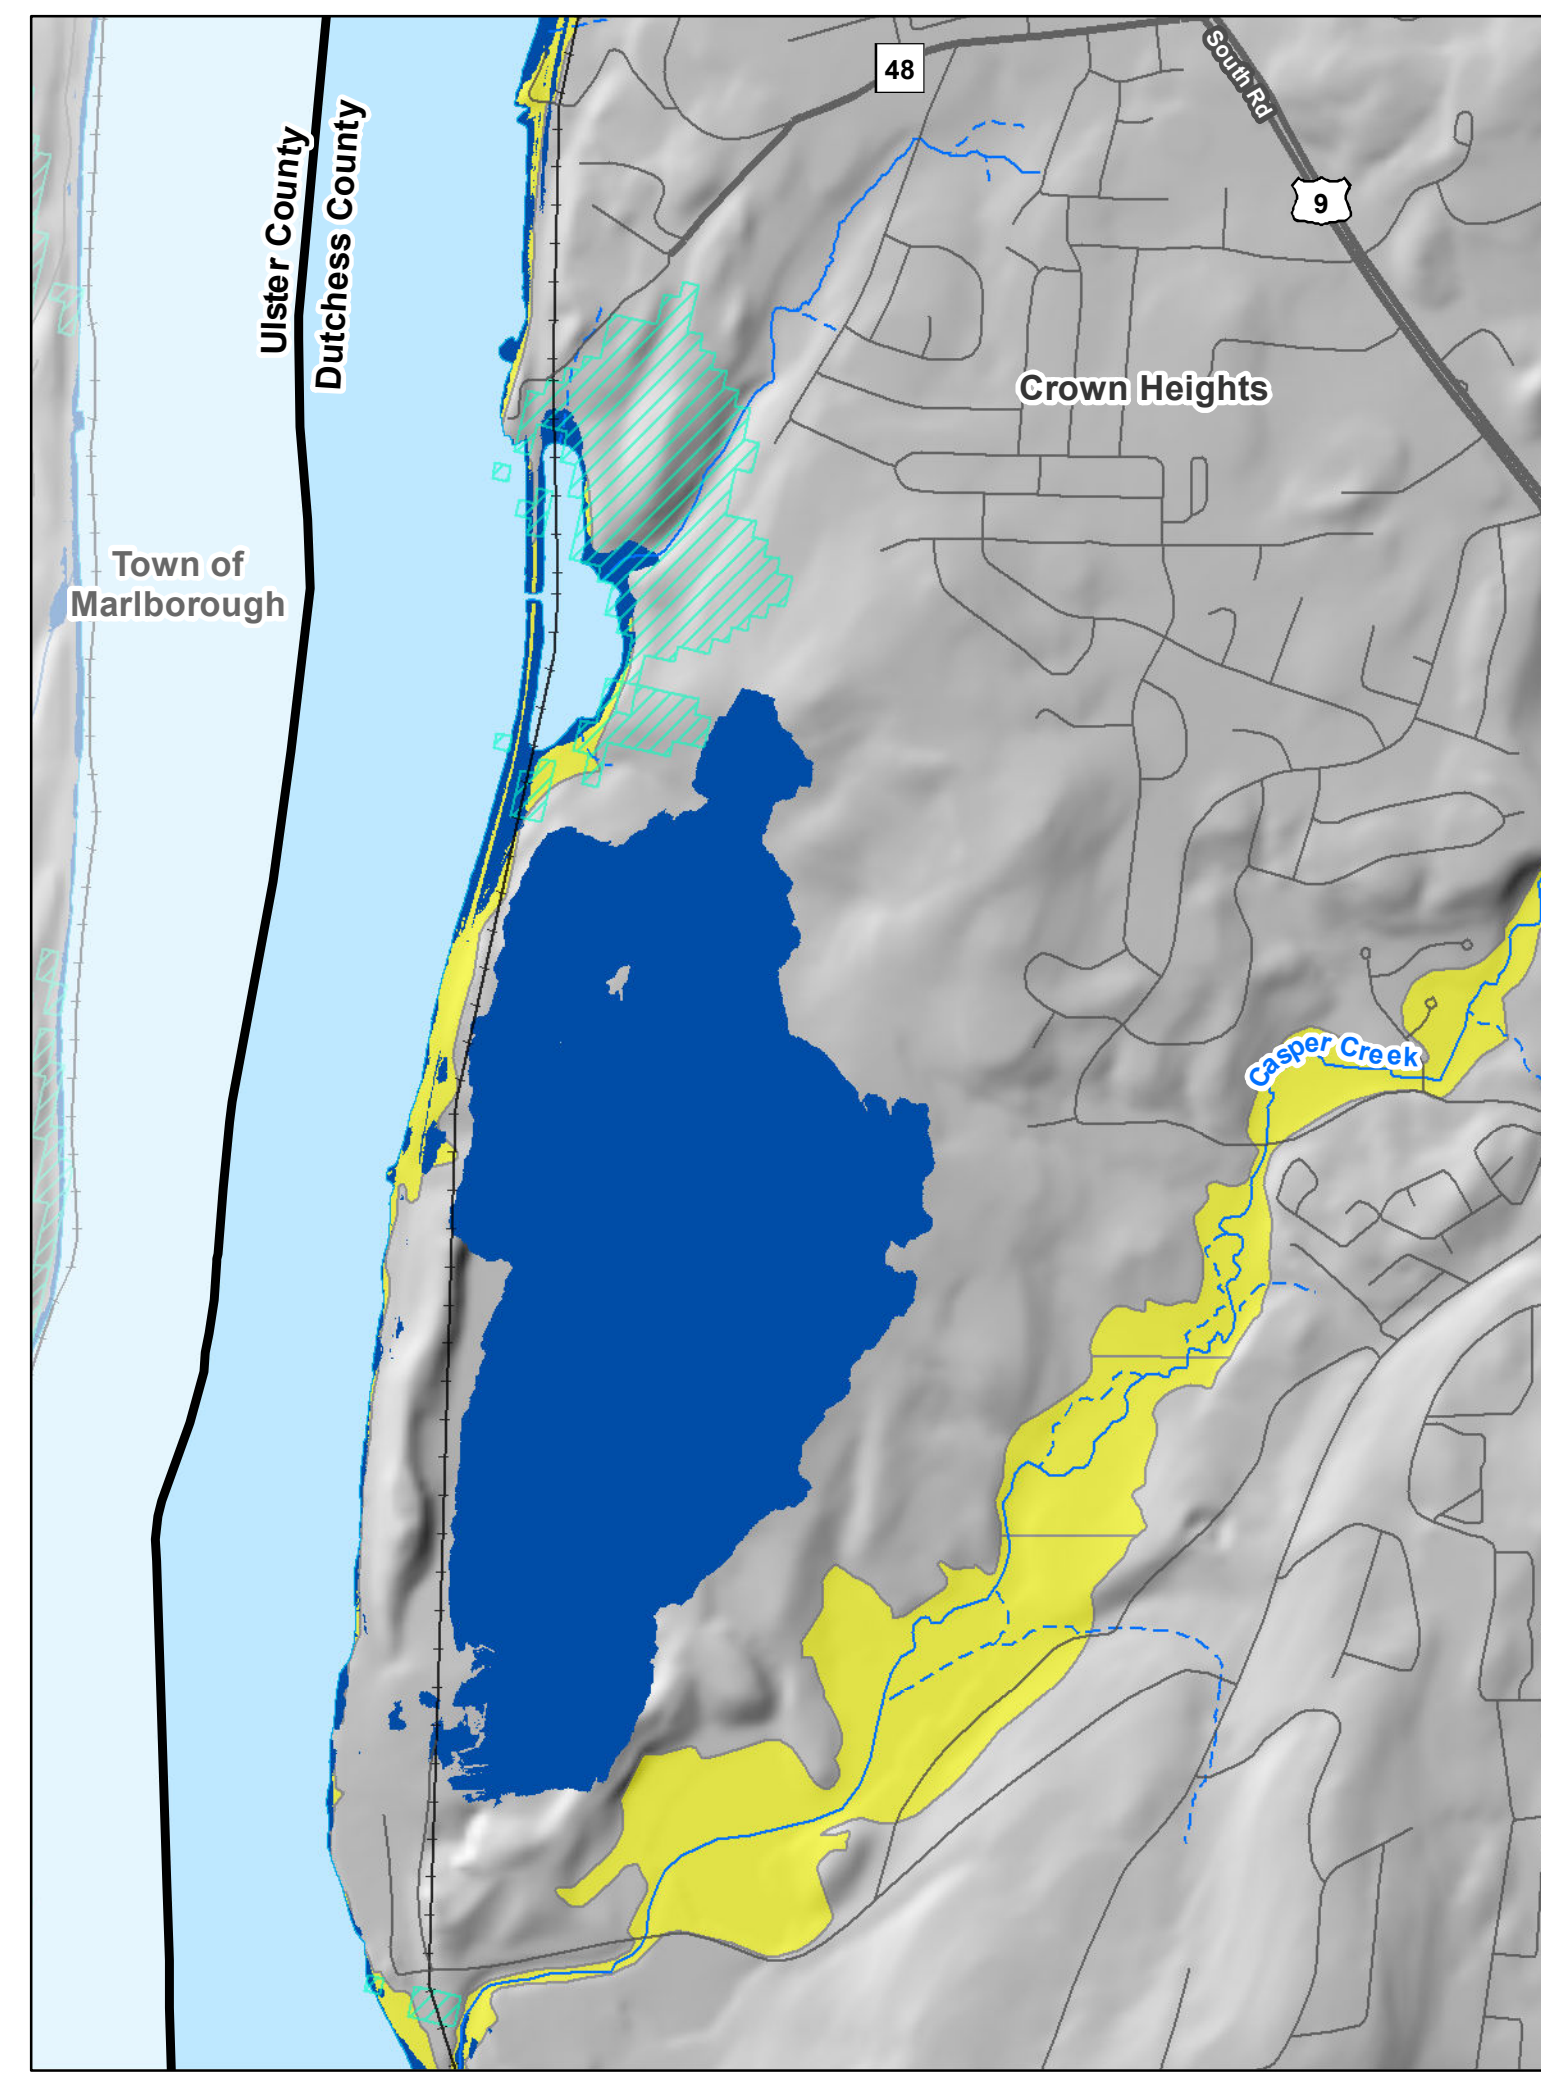 48
South Rd
9
Ulster County
Dutchess County
Crown Heights
Town of
Marlborough
Casper Creek